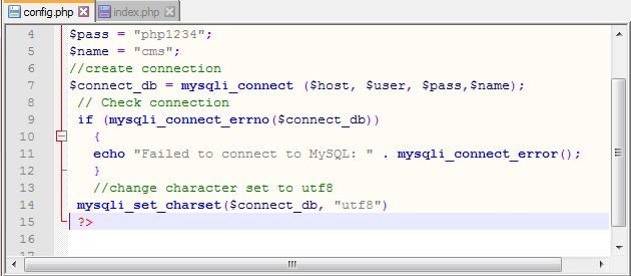 config.php index.php
4 $pass = "php1234";
5 $name = "cms";
6 //create connection
7 $connect_db = mysqli_connect ($host, $user, $pass,$name);
8 // Check connection
9 if (mysqli_connect_errno($connect_db))
10 {
11 echo "Failed to connect to MySQL: " . mysqli_connect_error();
12 }
13 //change character set to utf8
14 mysqli_set_charset($connect_db, "utf8")
15 ?>
16
17